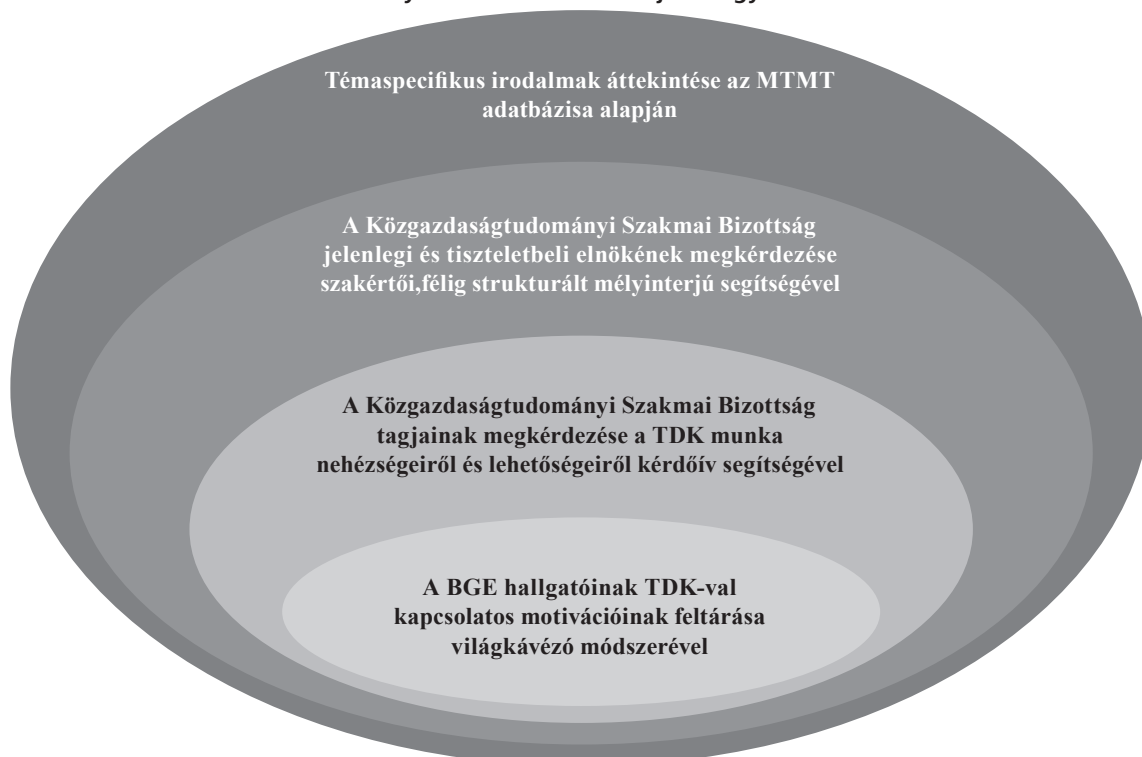 Témaspecifikus irodalmak áttekintése az MTMT
adatbázisa alapján
A Közgazdaságtudományi Szakmai Bizottság
jelenlegi és tiszteletbeli elnökének megkérdezése
szakértői,félig strukturált mélyinterjú segítségével
A Közgazdaságtudományi Szakmai Bizottság
tagjainak megkérdezése a TDK munka
nehézségeiről és lehetőségeiről kérdőív segítségével
A BGE hallgatóinak TDK-val
kapcsolatos motivációinak feltárása
világkávézó módszerével